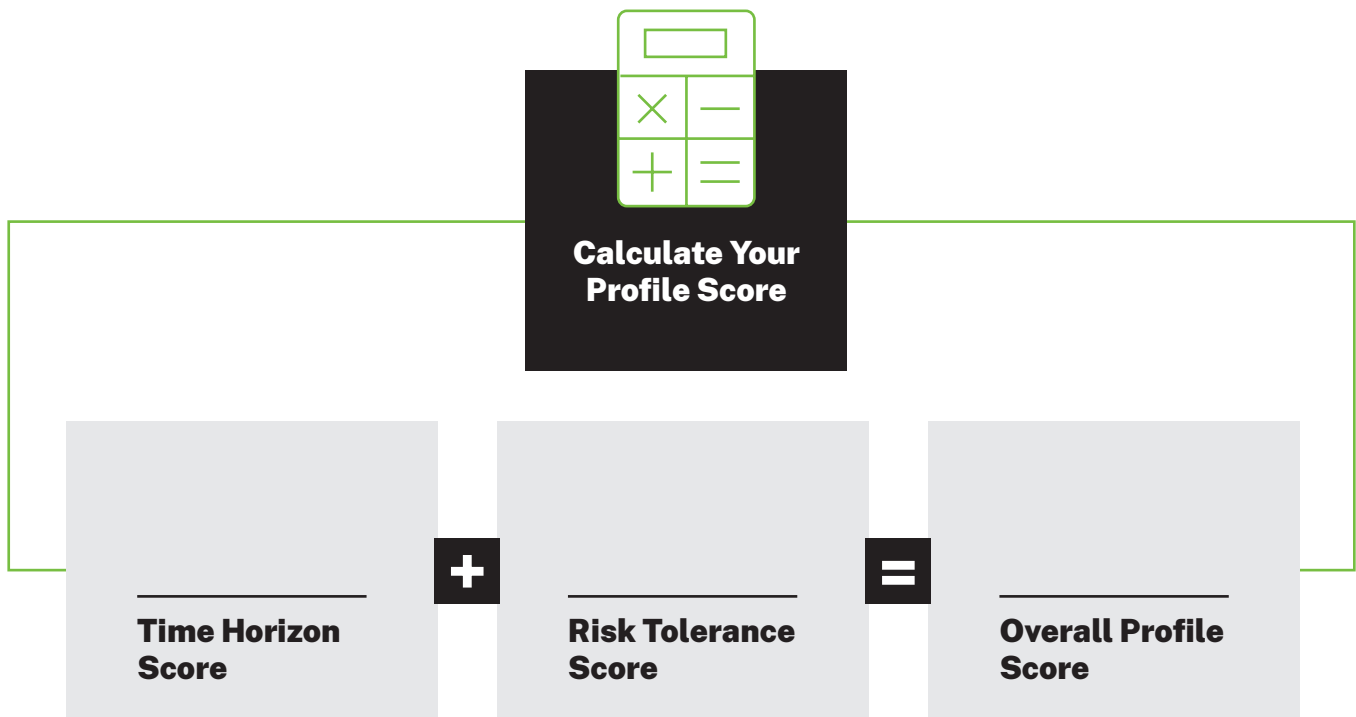 Calculate Your
Profile Score
+
=
Time Horizon
Score
Risk Tolerance
Score
Overall Profile
Score